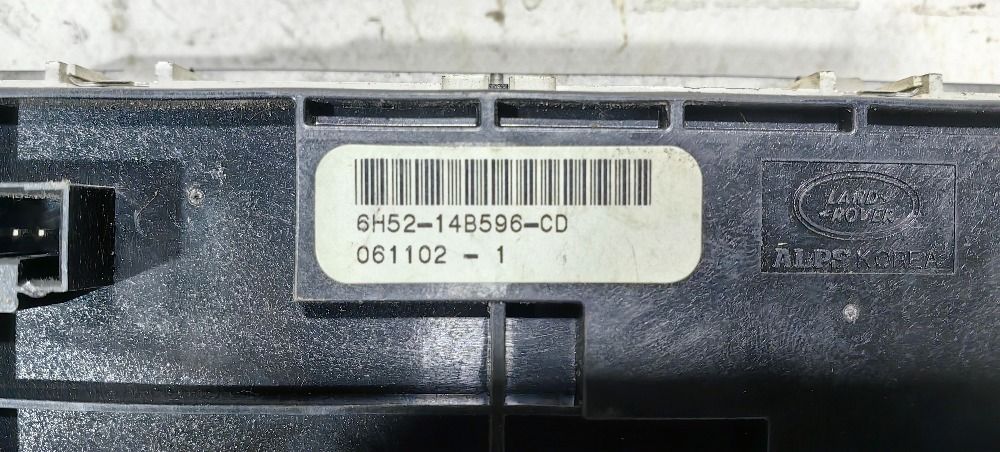 6H52-14B596-CD
061102 - 1
LAND-
-ROVER
ALPS KOREA